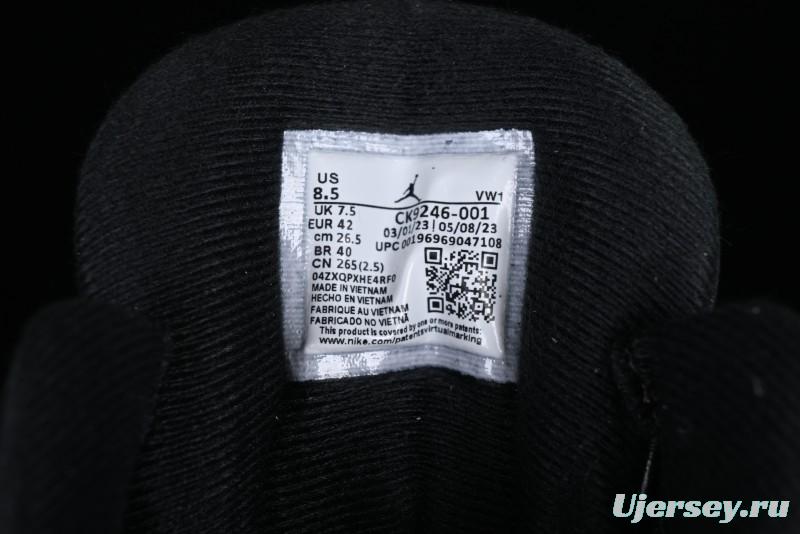 US
8.5
VW1
UK 7.5
CK9246-001
EUR 42
03/01/23 | 05/08/23
cm 26.5
UPC 00196969047108
BR 40
CN 265(2.5)
04ZXQPXHE4RF0
MADE IN VIETNAM
HECHO EN VIETNAM
FABRIQUE AU VIETNAM
FABRICADO NO VIETNÃ
This product is covered by one or more patents:
www.nike.com/patentsvirtualmarking
Ujersey.ru